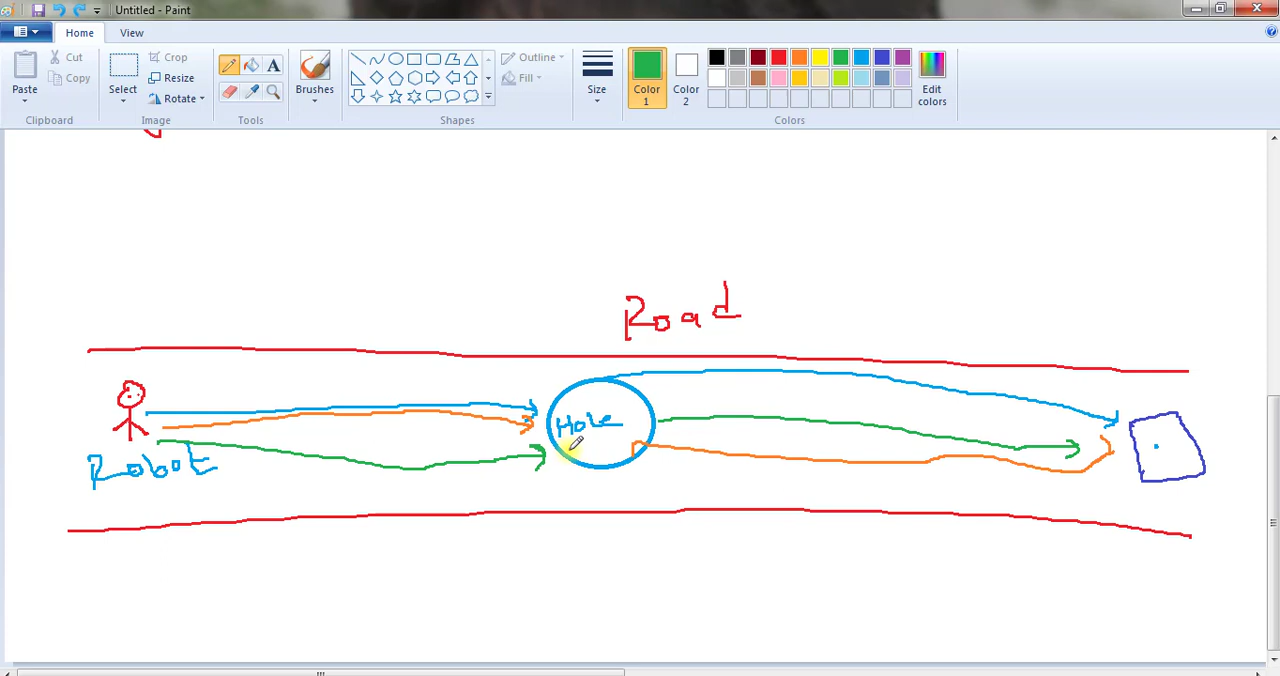 Untitled - Paint
Home View
Paste
Cut
Copy
Clipboard
Select
Crop
Resize
Rotate
Image
A
Tools
Brushes
Shapes
Outline
Fill
Size
Color 1
Color 2
Edit colors
Colors
Road
Hole
Robot